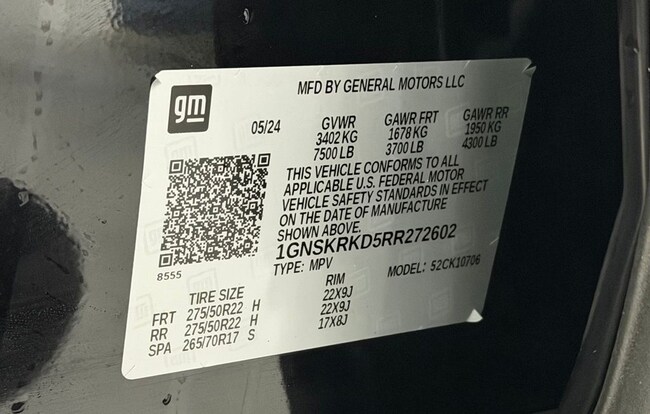 MFD BY GENERAL MOTORS LLC
gm
05/24 GVWR GAWR FRT GAWR RR
3402 KG 1678 KG 1950 KG
7500 LB 3700 LB 4300 LB
THIS VEHICLE CONFORMS TO ALL
APPLICABLE U.S. FEDERAL MOTOR
VEHICLE SAFETY STANDARDS IN EFFECT
ON THE DATE OF MANUFACTURE
SHOWN ABOVE.
1GNSKRKD5RR272602
8555
TYPE: MPV MODEL: 52CK10706
TIRE SIZE RIM
FRT 275/50R22 H 22X9J
RR 275/50R22 H 22X9J
SPA 265/70R17 S 17X8J